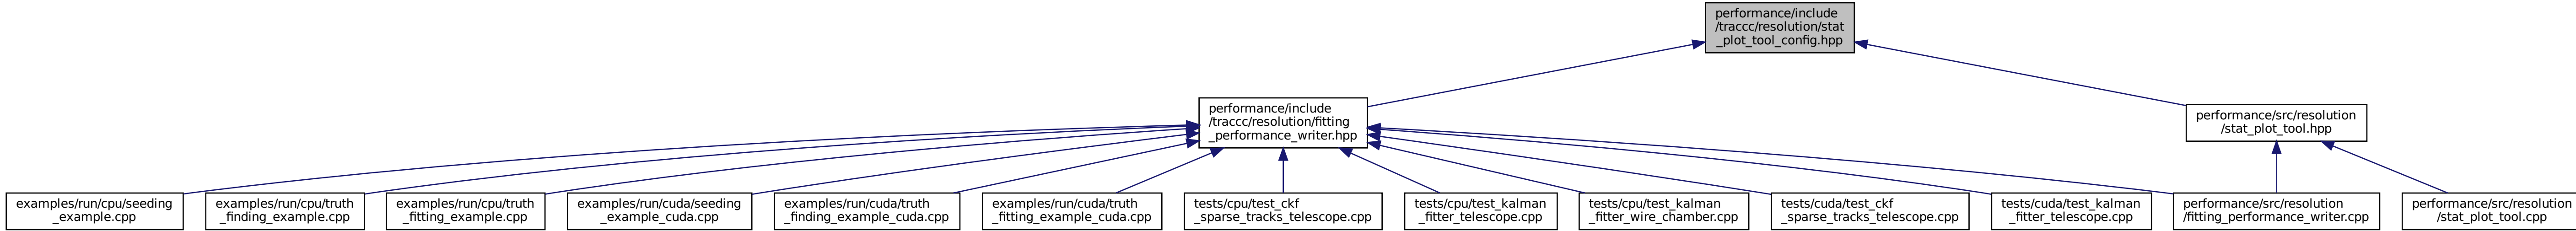 performance/include
/traccc/resolution/stat
_plot_tool_config.hpp
performance/include
/traccc/resolution/fitting
_performance_writer.hpp
performance/src/resolution
/stat_plot_tool.hpp
examples/run/cpu/seeding
_example.cpp
examples/run/cpu/truth
_finding_example.cpp
examples/run/cpu/truth
_fitting_example.cpp
examples/run/cuda/seeding
_example_cuda.cpp
examples/run/cuda/truth
_finding_example_cuda.cpp
examples/run/cuda/truth
_fitting_example_cuda.cpp
tests/cpu/test_ckf
_sparse_tracks_telescope.cpp
tests/cpu/test_kalman
_fitter_telescope.cpp
tests/cpu/test_kalman
_fitter_wire_chamber.cpp
tests/cuda/test_ckf
_sparse_tracks_telescope.cpp
tests/cuda/test_kalman
_fitter_telescope.cpp
performance/src/resolution
/fitting_performance_writer.cpp
performance/src/resolution
/stat_plot_tool.cpp